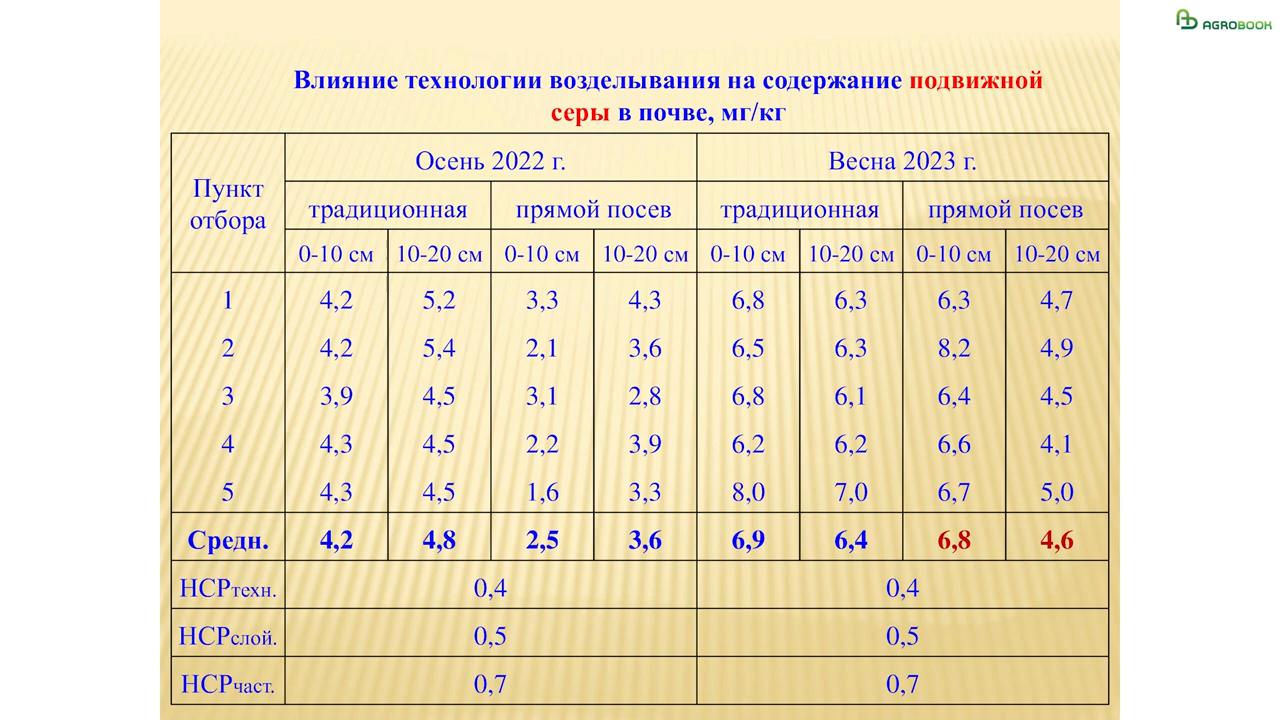 AGROBOOK
Влияние технологии возделывания на содержание подвижной
серы в почве, мг/кг
Пункт отбора Осень 2022 г. Весна 2023 г.
традиционная прямой посев традиционная прямой посев
0-10 см 10-20 см 0-10 см 10-20 см 0-10 см 10-20 см 0-10 см 10-20 см
1 4,2 5,2 3,3 4,3 6,8 6,3 6,3 4,7
2 4,2 5,4 2,1 3,6 6,5 6,3 8,2 4,9
3 3,9 4,5 3,1 2,8 6,8 6,1 6,4 4,5
4 4,3 4,5 2,2 3,9 6,2 6,2 6,6 4,1
5 4,3 4,5 1,6 3,3 8,0 7,0 6,7 5,0
Средн. 4,2 4,8 2,5 3,6 6,9 6,4 6,8 4,6
НСРтехн. 0,4 0,4
НСРслой. 0,5 0,5
НСРчаст. 0,7 0,7